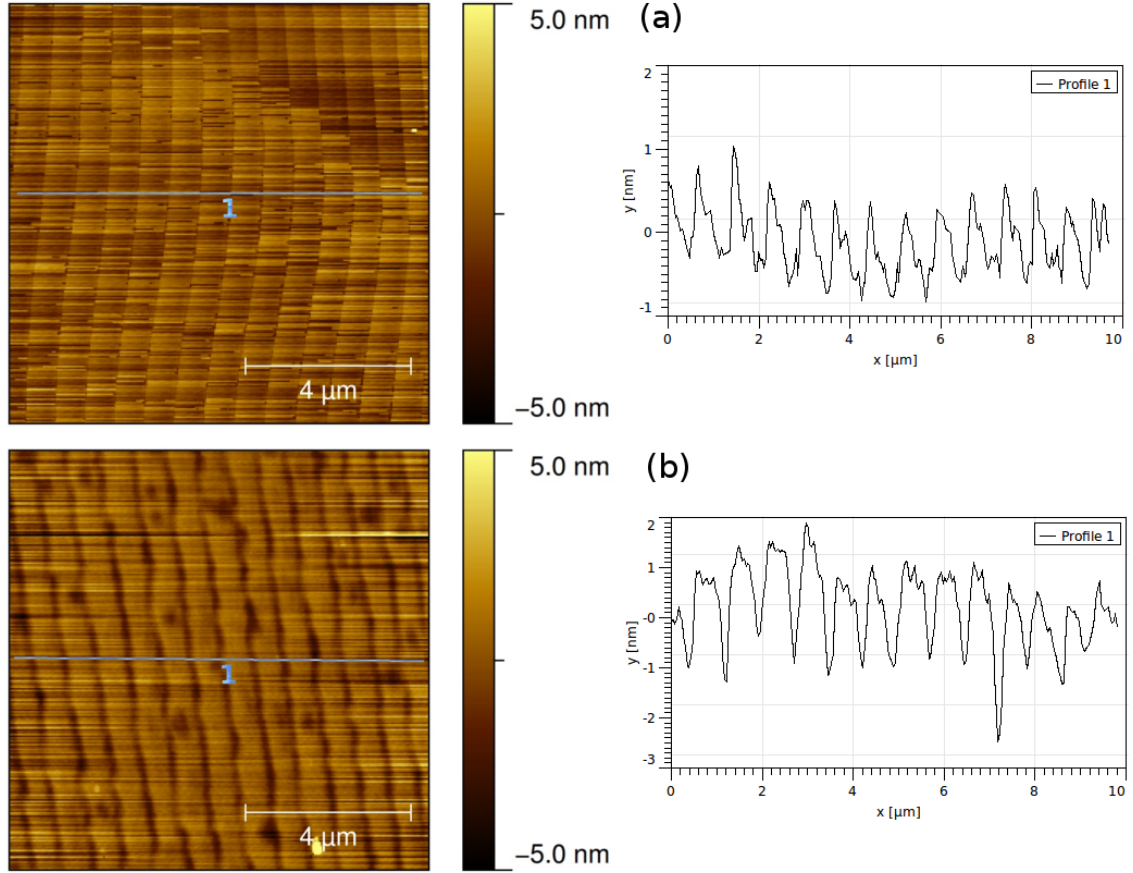 5.0 nm
−5.0 nm
4 µm
1
(a)
Profile 1
2
1
0
-1
y [nm]
0 2 4 6 8
x [µm]
5.0 nm
−5.0 nm
4 µm
1
(b)
Profile 1
2
1
-0
-1
-2
-3
y [nm]
0 2 4 6 8 10
x [µm]